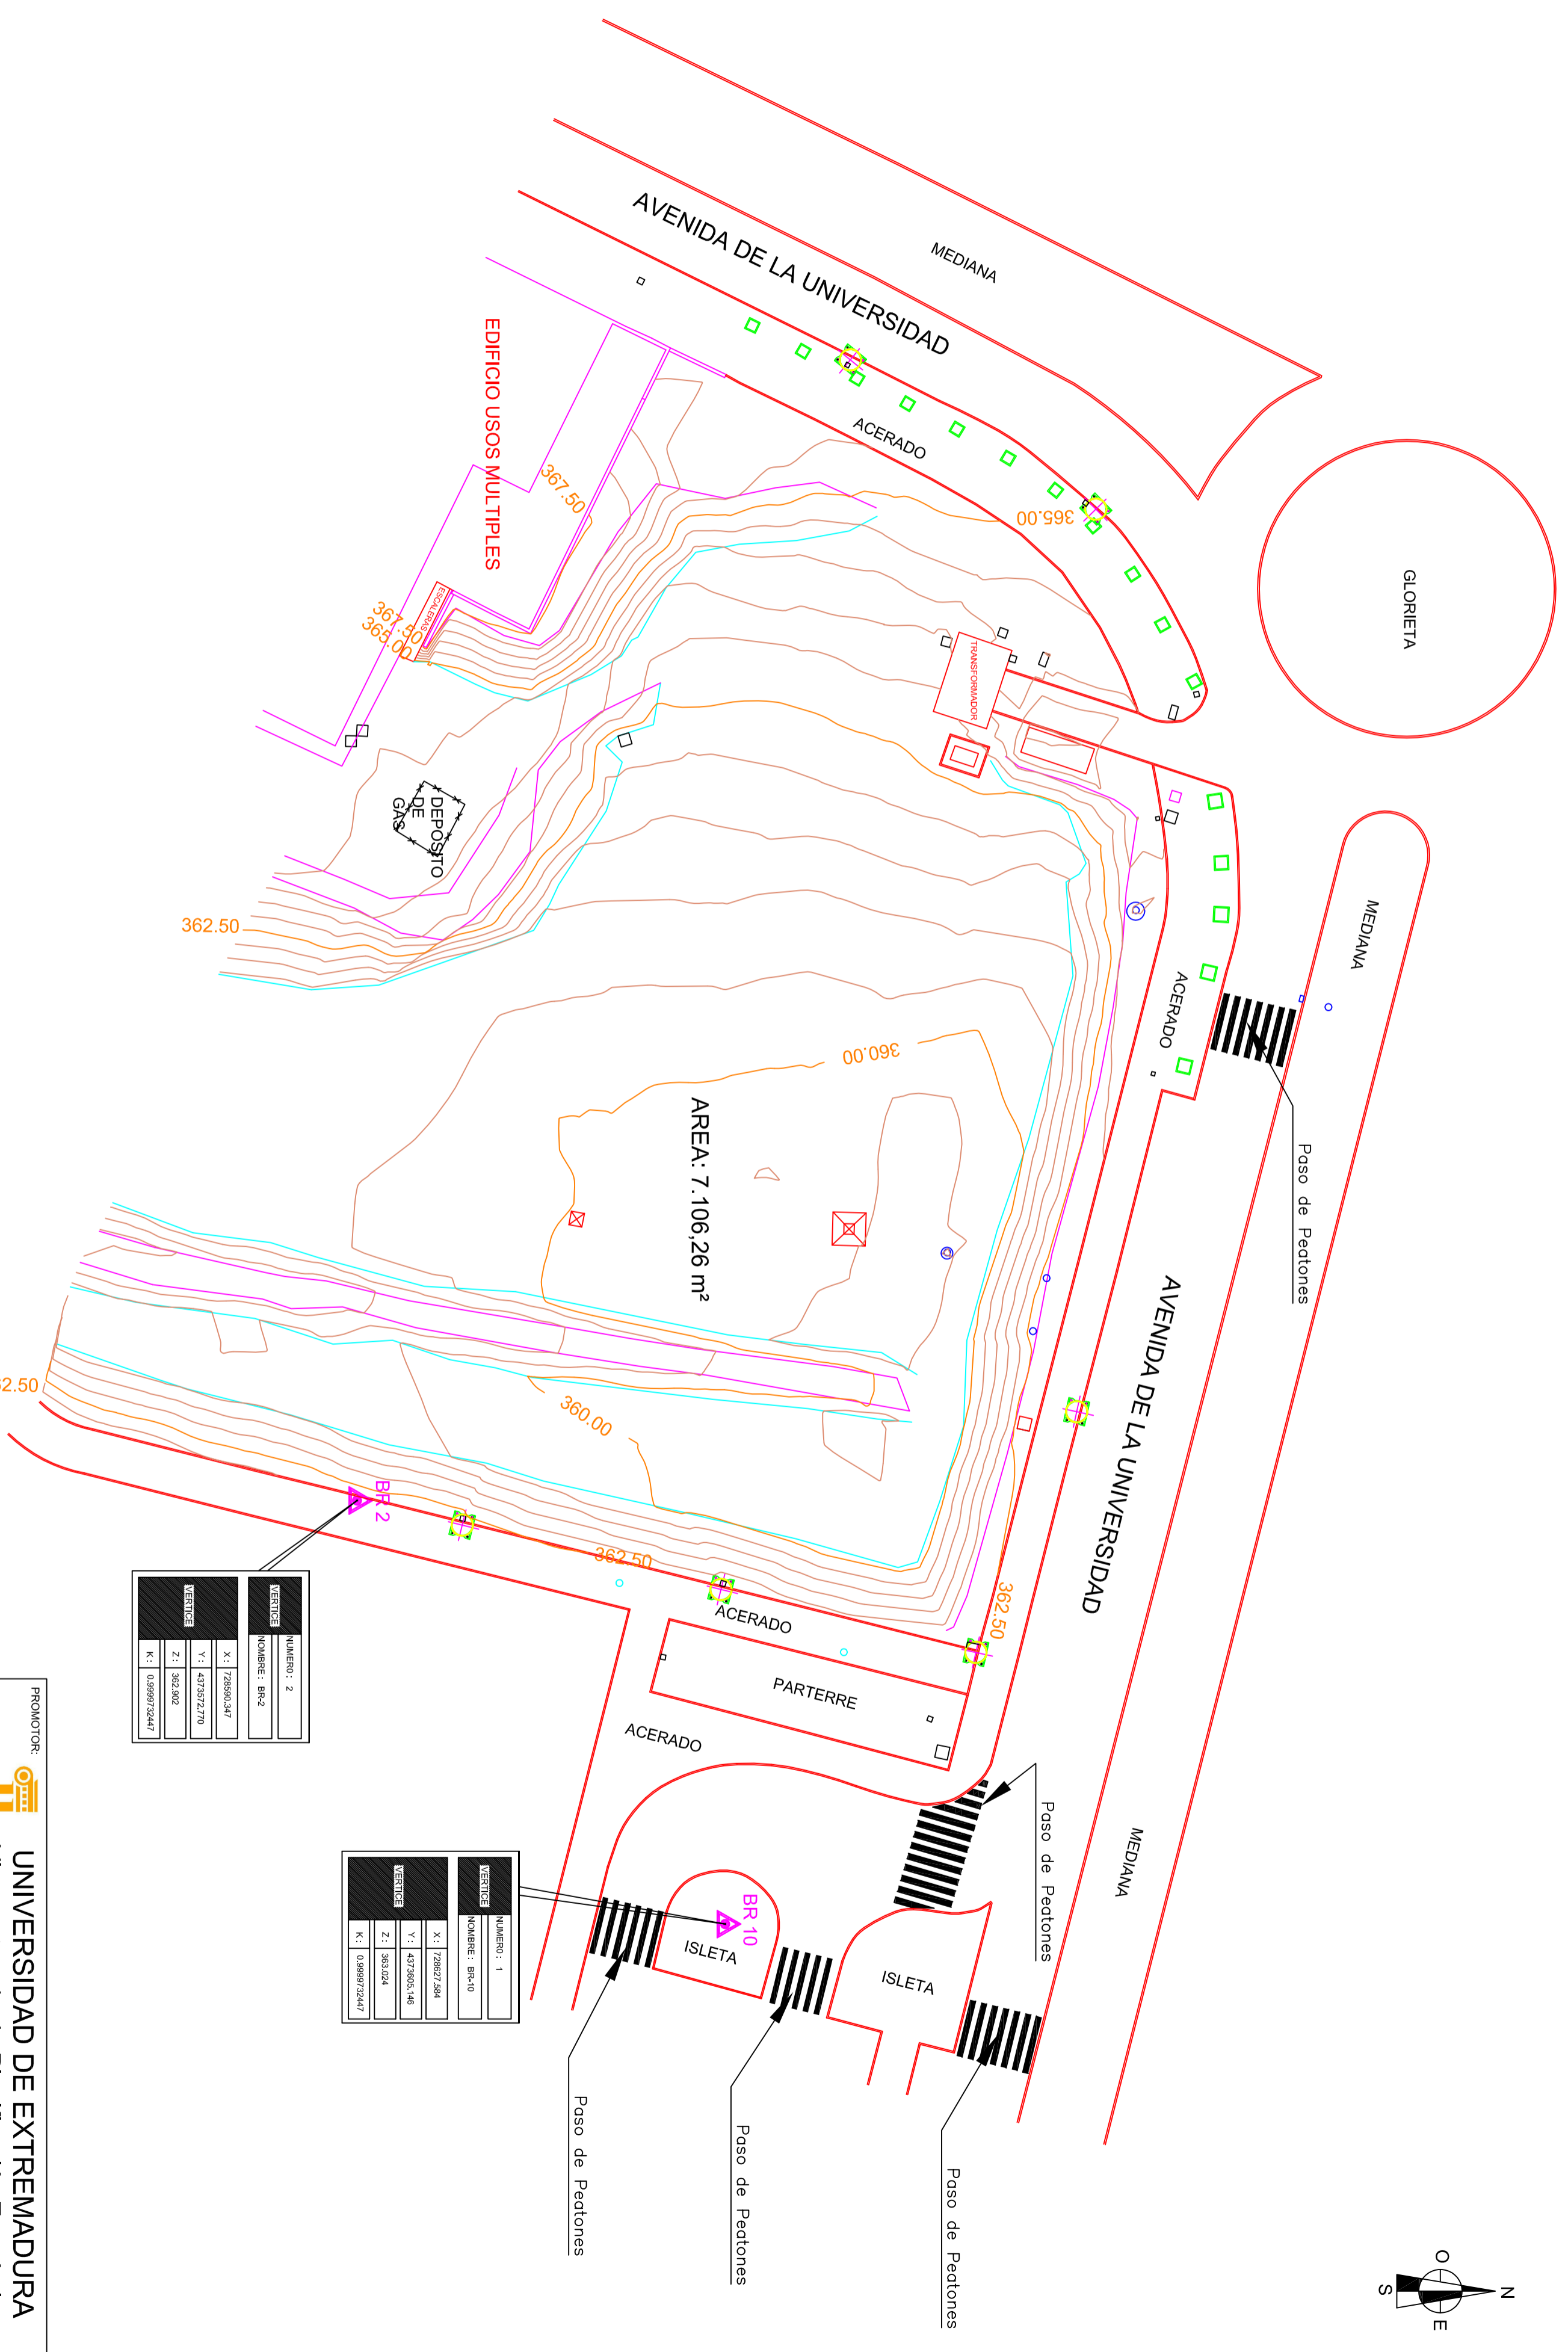 GLORIETA
MEDIANA
AVENIDA DE LA UNIVERSIDAD
ACERADO
EDIFICIO USOS MULTIPLES
367.50
365.00
ESCALERAS
367.50
365.00
TRANSFORMADOR
DEPOSITO
DE
GAS
362.50
MEDIANA
ACERADO
Paso de Peatones
360.00
AREA: 7.106,26 m²
AVENIDA DE LA UNIVERSIDAD
360.00
BR 2
362.50
362.50
ACERADO
PARTERRE
ACERADO
MEDIANA
Paso de Peatones
BR 10
ISLETA
ISLETA
Paso de Peatones
Paso de Peatones
Paso de Peatones
VERTICE
NUMERO: 2
NOMBRE: BR-2
VERTICE
X: 728590.347
Y: 4373572.770
Z: 362.902
K: 0.9999732447
VERTICE
NUMERO: 1
NOMBRE: BR-10
VERTICE
X: 728627.584
Y: 4373605.146
Z: 363.024
K: 0.9999732447
N
O
E
S
PROMOTOR:
UNIVERSIDAD DE EXTREMADURA